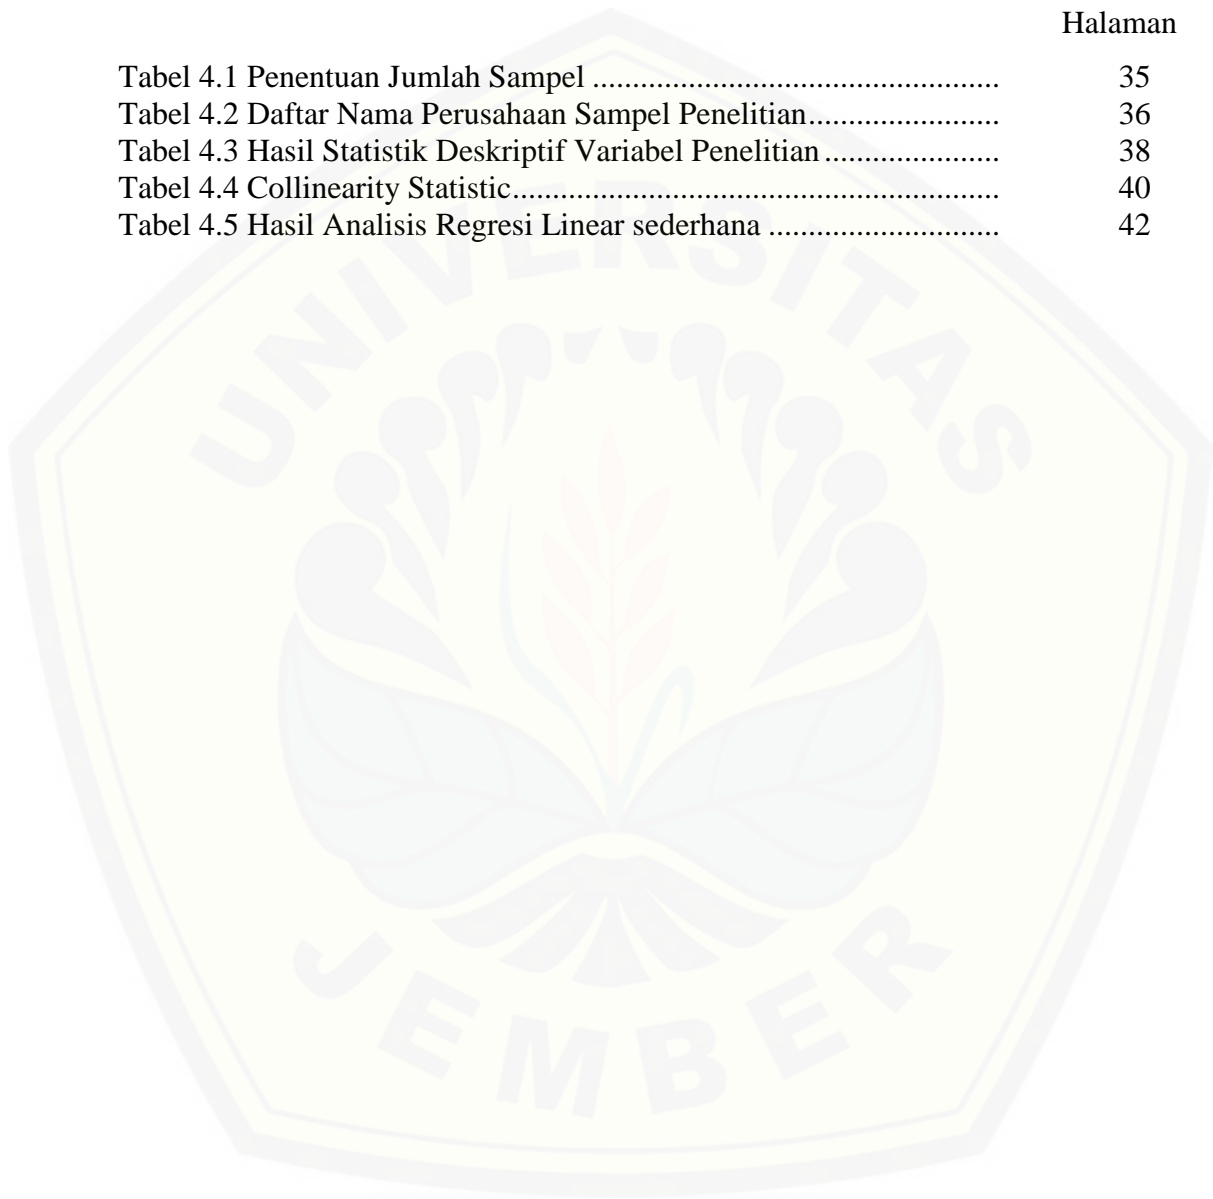 Halaman
Tabel 4.1 Penentuan Jumlah Sampel .................................................. 35
Tabel 4.2 Daftar Nama Perusahaan Sampel Penelitian........................ 36
Tabel 4.3 Hasil Statistik Deskriptif Variabel Penelitian ...................... 38
Tabel 4.4 Collinearity Statistic............................................................ 40
Tabel 4.5 Hasil Analisis Regresi Linear sederhana ............................ 42
UNIVERSITAS
JEMBER